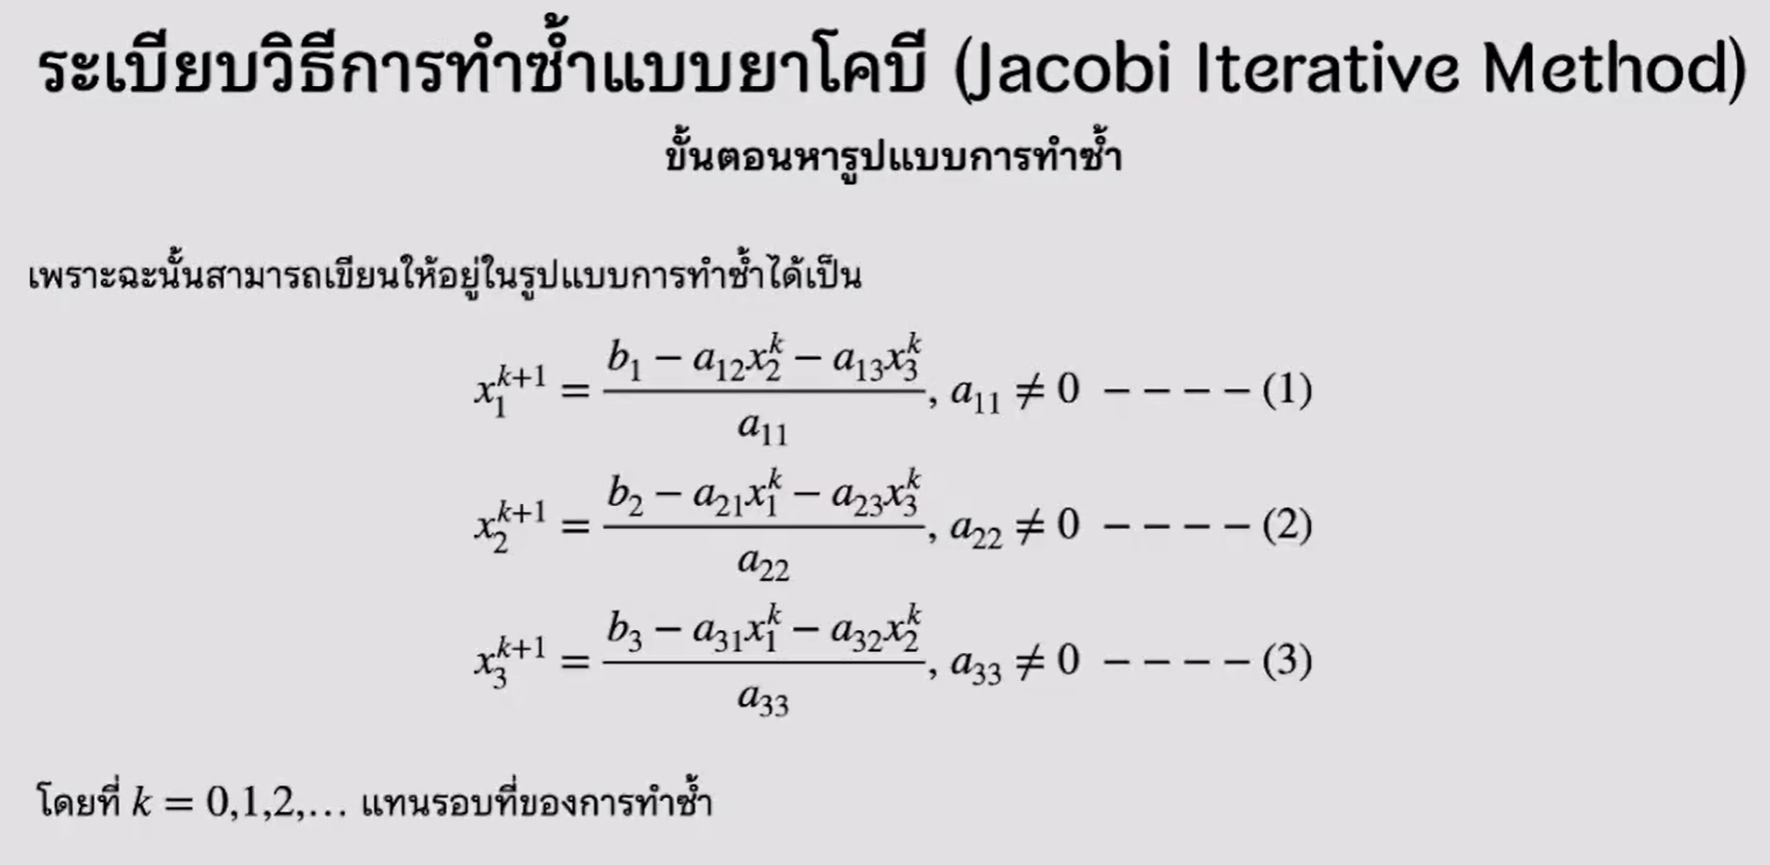 ระเบียบวิธีการทำซ้ำแบบยาโคบี (Jacobi Iterative Method)
ขั้นตอนหารูปแบบการทำซ้ำ
เพราะฉะนั้นสามารถเขียนให้อยู่ในรูปแบบการทำซ้ำได้เป็น
$x_1^{k+1} = \frac{b_1 - a_{12}x_2^k - a_{13}x_3^k}{a_{11}}, a_{11} \neq 0 ----(1)$
$x_2^{k+1} = \frac{b_2 - a_{21}x_1^k - a_{23}x_3^k}{a_{22}}, a_{22} \neq 0 ----(2)$
$x_3^{k+1} = \frac{b_3 - a_{31}x_1^k - a_{32}x_2^k}{a_{33}}, a_{33} \neq 0 ----(3)$
โดยที่ $k = 0,1,2,\ldots$ แทนรอบที่ของการทำซ้ำ